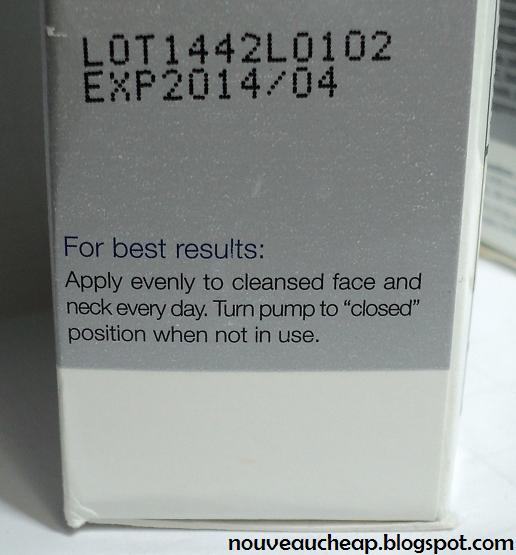 LOT1442L0102
EXP2014/04
For best results:
Apply evenly to cleansed face and
neck every day. Turn pump to “closed”
position when not in use.
nouveaucheap.blogspot.com